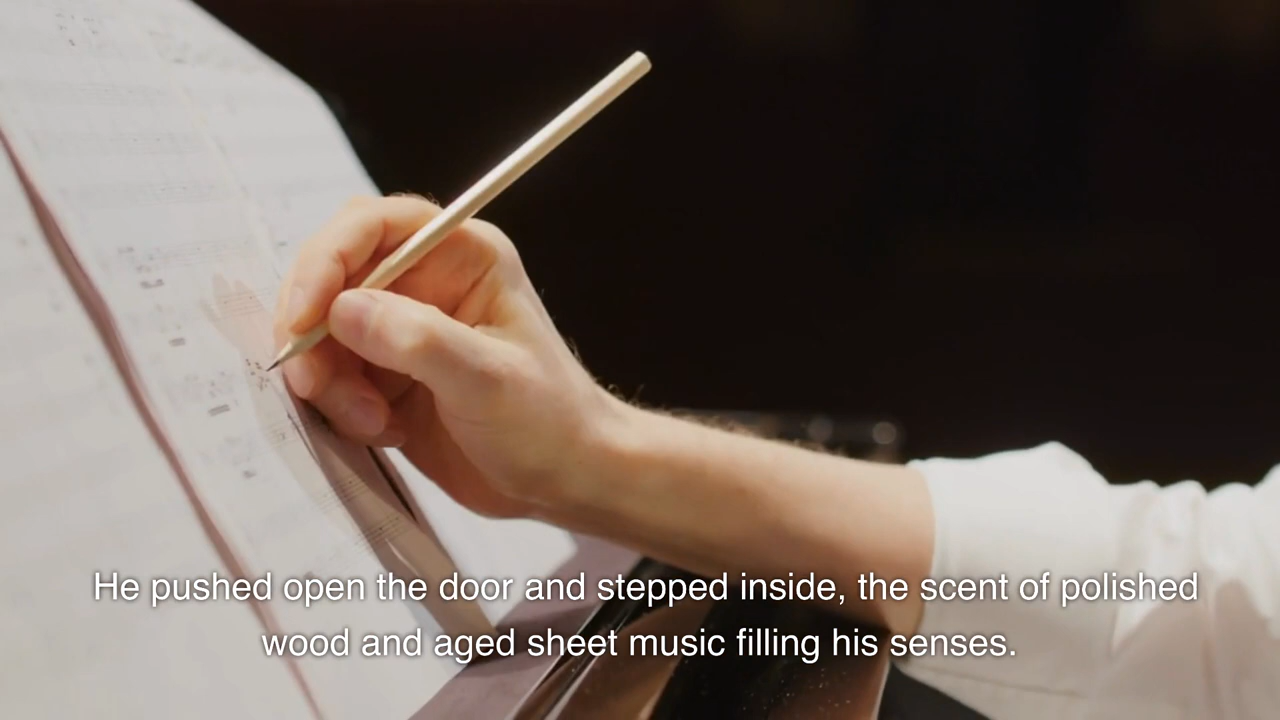 He pushed open the door and stepped inside, the scent of polished
wood and aged sheet music filling his senses.